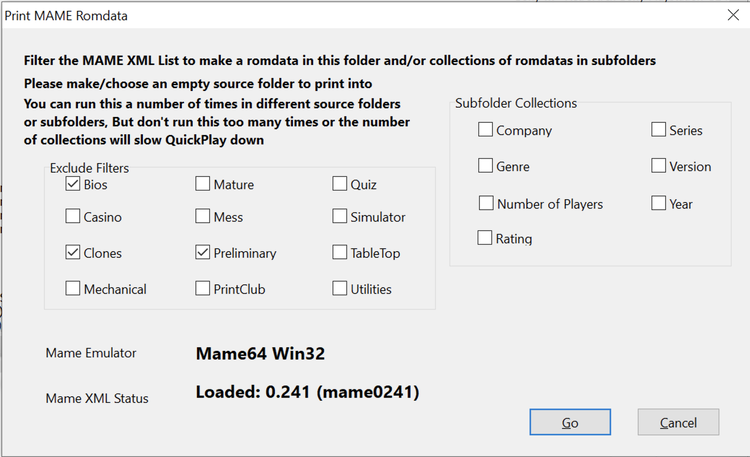 Print MAME Romdata
Filter the MAME XML List to make a romdata in this folder and/or collections of romdatas in subfolders
Please make/choose an empty source folder to print into
You can run this a number of times in different source folders
or subfolders, But don't run this too many times or the number
of collections will slow QuickPlay down
Subfolder Collections
Company
Series
Genre
Version
Number of Players
Year
Rating
Exclude Filters
Bios
Mature
Quiz
Casino
Mess
Simulator
Clones
Preliminary
TableTop
Mechanical
PrintClub
Utilities
Mame Emulator
Mame64 Win32
Mame XML Status
Loaded: 0.241 (mame0241)
Go
Cancel